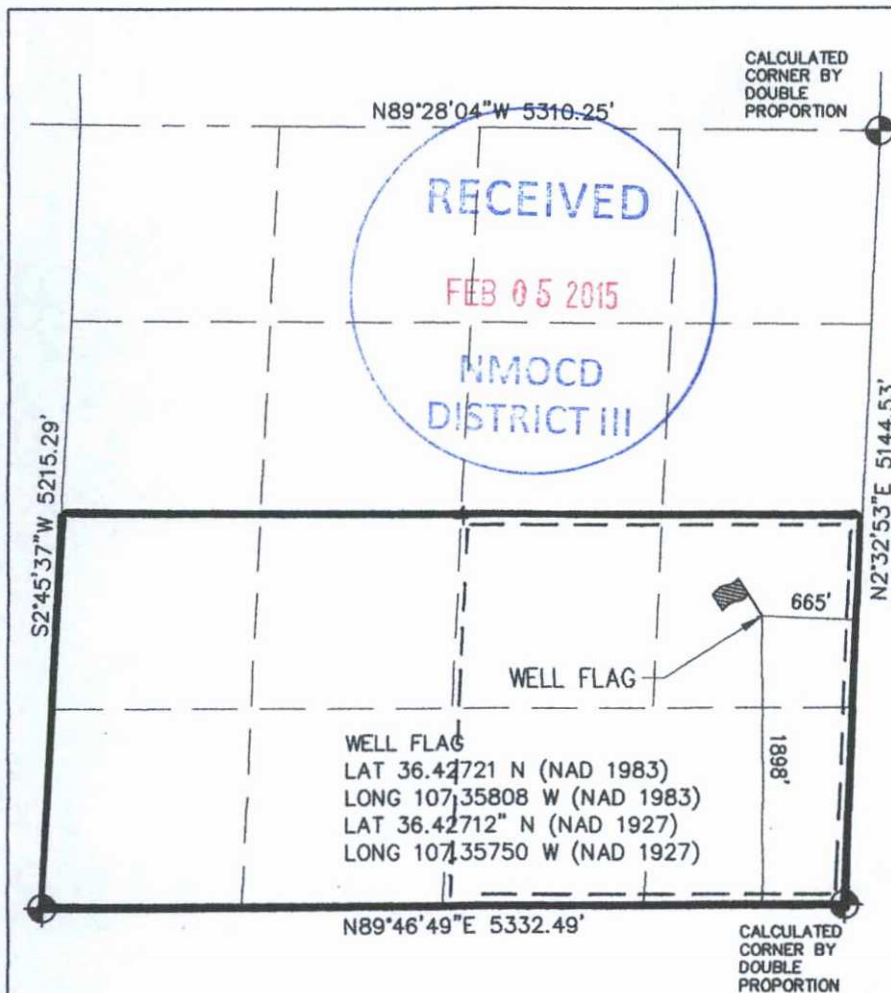 CALCULATED
CORNER BY
DOUBLE
PROPORTION
N89°28'04"W 5310.25'
RECEIVED
FEB 05 2015
NMOCD
DISTRICT III
S2°45'37"W 5215.29'
N2°32'53"E 5144.53'
665'
WELL FLAG
1898'
WELL FLAG
LAT 36.42721 N (NAD 1983)
LONG 107.35808 W (NAD 1983)
LAT 36.42712" N (NAD 1927)
LONG 107.35750 W (NAD 1927)
N89°46'49"E 5332.49'
CALCULATED
CORNER BY
DOUBLE
PROPORTION